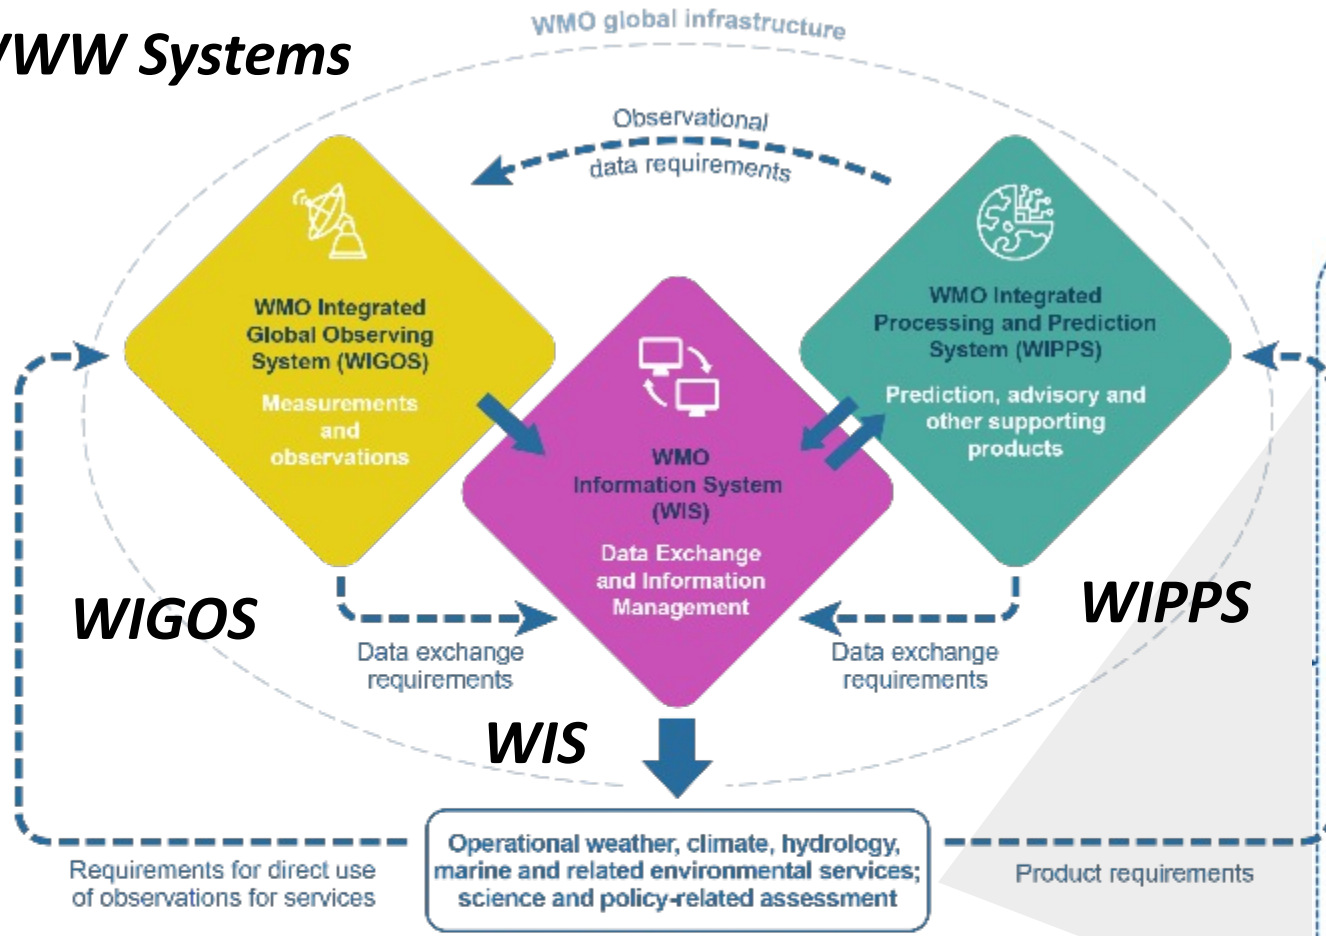 WWW Systems
WMO global infrastructure
Observational
data requirements
WMO Integrated
Global Observing
System (WIGOS)
Measurements
and
observations
WMO Integrated
Processing and Prediction
System (WIPPS)
Prediction, advisory and
other supporting
products
WMO
Information System
(WIS)
Data Exchange
and Information
Management
WIGOS
WIPPS
Data exchange
requirements
Data exchange
requirements
WIS
Operational weather, climate, hydrology,
marine and related environmental services;
science and policy-related assessment
Requirements for direct use
of observations for services
Product requirements